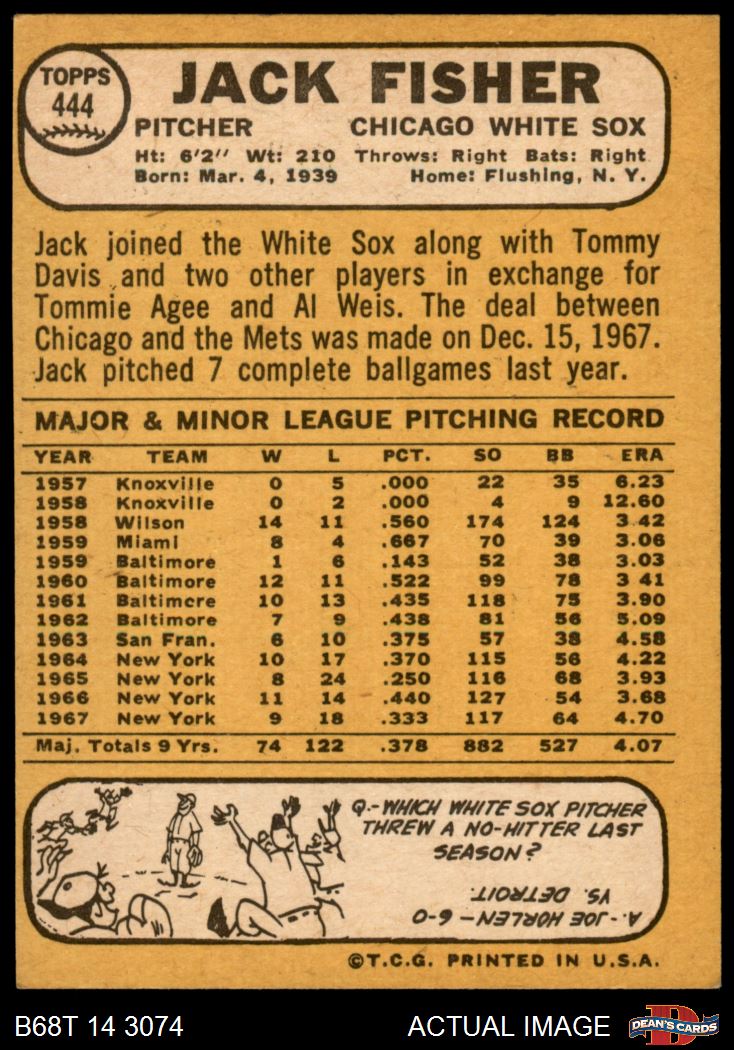 TOPPS
444
JACK FISHER
PITCHER CHICAGO WHITE SOX
Ht: 6'2" Wt: 210 Throws: Right Bats: Right
Born: Mar. 4, 1939 Home: Flushing, N. Y.
Jack joined the White Sox along with Tommy
Davis and two other players in exchange for
Tommie Agee and Al Weis. The deal between
Chicago and the Mets was made on Dec. 15, 1967.
Jack pitched 7 complete ballgames last year.
MAJOR & MINOR LEAGUE PITCHING RECORD
YEAR TEAM W L PCT. SO BB ERA
1957 Knoxville 0 5 .000 22 35 6.23
1958 Knoxville 0 2 .000 4 9 12.60
1958 Wilson 14 11 .560 174 124 3.42
1959 Miami 8 4 .667 70 39 3.06
1959 Baltimore 1 6 .143 52 38 3.03
1960 Baltimore 12 11 .522 99 78 3 41
1961 Baltimore 10 13 .435 118 75 3.90
1962 Baltimore 7 9 .438 81 56 5.09
1963 San Fran. 6 10 .375 57 38 4.58
1964 New York 10 17 .370 115 56 4.22
1965 New York 8 24 .250 116 68 3.93
1966 New York 11 14 .440 127 54 3.68
1967 New York 9 18 .333 117 64 4.70
Maj. Totals 9 Yrs. 74 122 .378 882 527 4.07
Q.-WHICH WHITE SOX PITCHER
THREW A NO-HITTER LAST
SEASON?
A.- JOE HORLEN - 6-0
VS. DETROIT.
©T.C.G. PRINTED IN U.S.A.
B68T 14 3074 ACTUAL IMAGE
DEAN'S CARDS